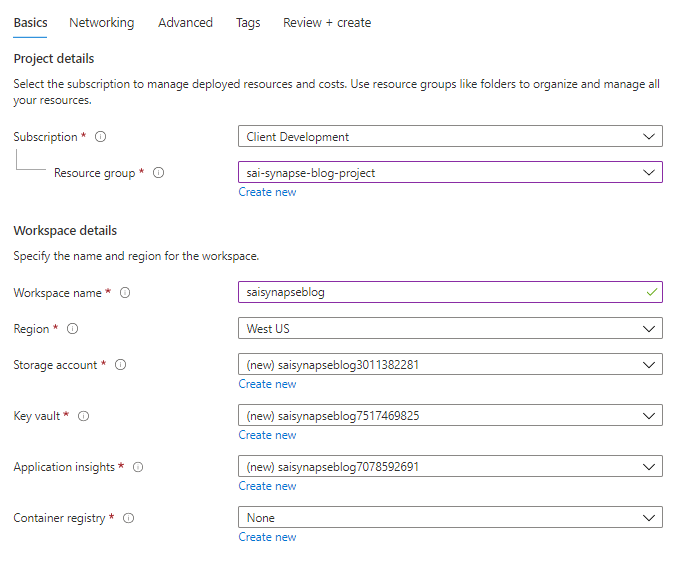 Basics Networking Advanced Tags Review + create
Project details
Select the subscription to manage deployed resources and costs. Use resource groups like folders to organize and manage all
your resources.
Subscription * Client Development
Resource group * sai-synapse-blog-project
Create new
Workspace details
Specify the name and region for the workspace.
Workspace name * saisynapseblog
Region * West US
Storage account * (new) saisynapseblog3011382281
Create new
Key vault * (new) saisynapseblog7517469825
Create new
Application insights * (new) saisynapseblog7078592691
Create new
Container registry * None
Create new